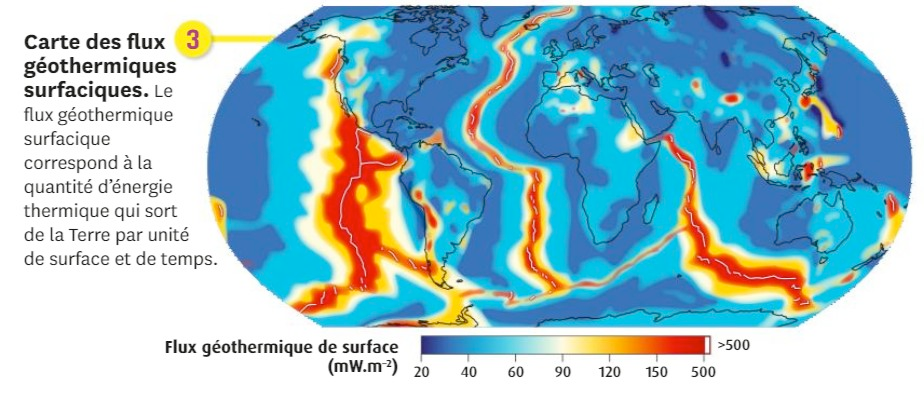 Carte des flux 3
géothermiques
surfaciques. Le
flux géothermique
surfacique
correspond à la
quantité d'énergie
thermique qui sort
de la Terre par unité
de surface et de temps.
Flux géothermique de surface
(mW.m⁻²)
>500
20 40 60 90 120 150 500